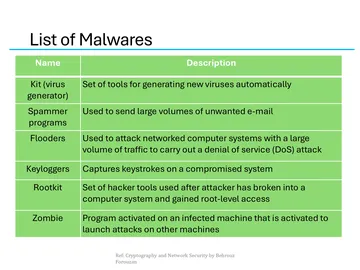 List of Malwares
Name Description
Kit (virus generator) Set of tools for generating new viruses automatically
Spammer programs Used to send large volumes of unwanted e-mail
Flooders Used to attack networked computer systems with a large
volume of traffic to carry out a denial of service (DoS) attack
Keyloggers Captures keystrokes on a compromised system
Rootkit Set of hacker tools used after attacker has broken into a
computer system and gained root-level access
Zombie Program activated on an infected machine that is activated to
launch attacks on other machines
Ref: Cryptography and Network Security by Behrouz
Forouzan